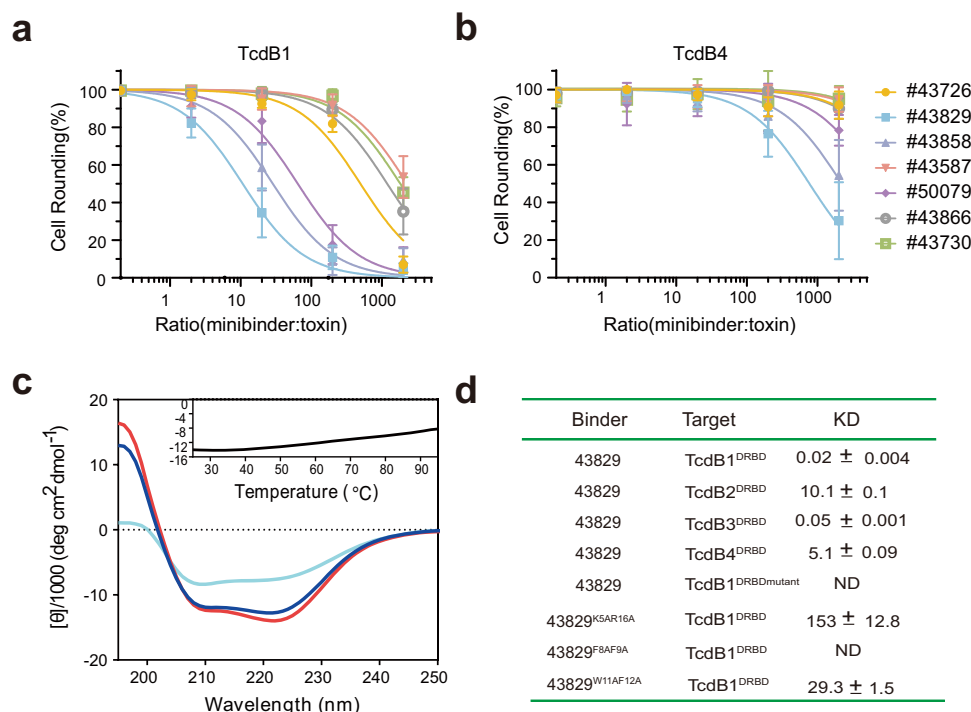 a
TcdB1
Cell Rounding(%)
100
80
60
40
20
0
1
10
100
1000
Ratio(minibinder:toxin)
b
TcdB4
Cell Rounding(%)
100
80
60
40
20
0
1
10
100
1000
Ratio(minibinder:toxin)
#43726
#43829
#43858
#43587
#50079
#43866
#43730
c
[θ]/1000 (deg cm² dmol⁻¹)
20
10
0
-10
-20
200
210
220
230
240
250
Wavelength (nm)
0
-4
-8
-12
-16
30
40
50
60
70
80
90
Temperature (°C)
d
Binder Target KD
43829 TcdB1ᴰᴿᴮᴰ 0.02 ± 0.004
43829 TcdB2ᴰᴿᴮᴰ 10.1 ± 0.1
43829 TcdB3ᴰᴿᴮᴰ 0.05 ± 0.001
43829 TcdB4ᴰᴿᴮᴰ 5.1 ± 0.09
43829 TcdB1ᴰᴿᴮᴰᵐᵘᵗᵃⁿᵗ ND
43829ᴷ⁵ᴬᴿ¹⁶ᴬ TcdB1ᴰᴿᴮᴰ 153 ± 12.8
43829F8AF9A TcdB1ᴰᴿᴮᴰ ND
43829W11AF12A TcdB1ᴰᴿᴮᴰ 29.3 ± 1.5